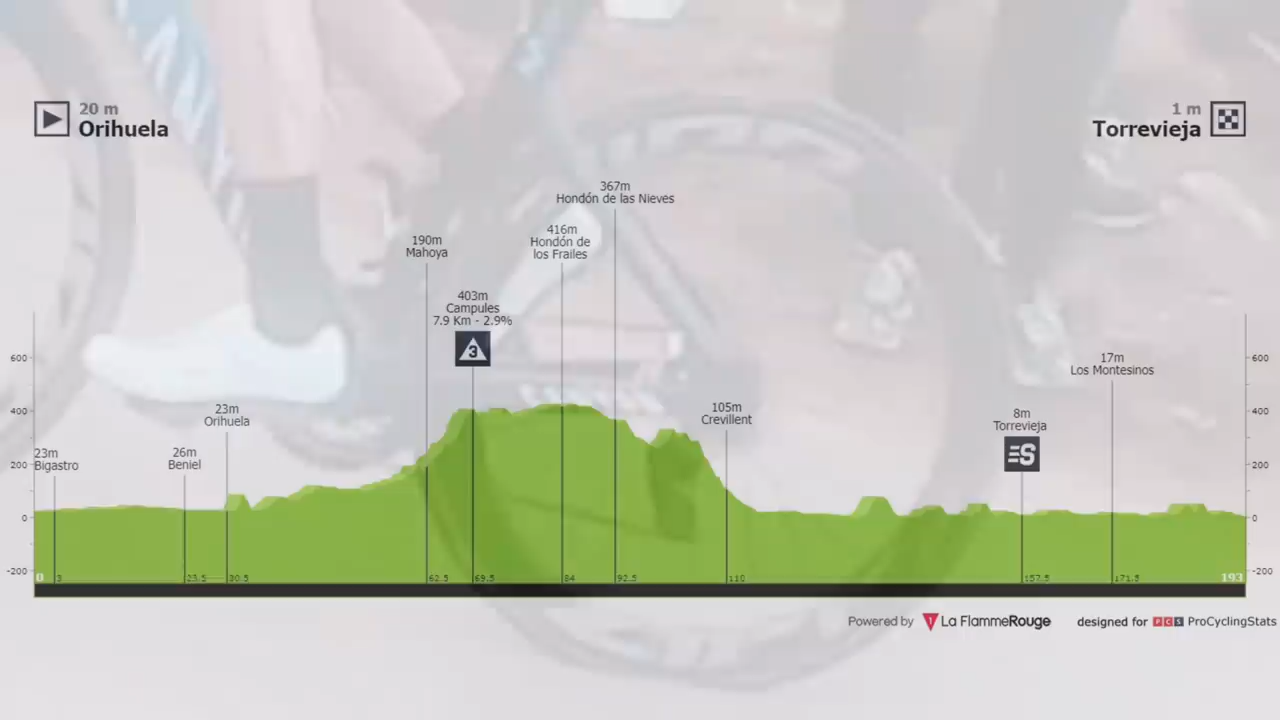 20 m
Orihuela
1 m
Torrevieja
367m
Hondón de las Nieves
416m
Hondón de
los Frailes
190m
Mahoya
403m
Campules
7.9 Km - 2.9%
3
17m
Los Montesinos
23m
Orihuela
105m
Crevillent
8m
Torrevieja
S
26m
Beniel
23m
Bigastro
600
400
200
0
-200
600
400
200
0
-200
0 3 23.5 30.5 62.5 69.5 84 92.5 110 157.5 171.5 193
Powered by La FlammeRouge designed for PCS ProCyclingStats